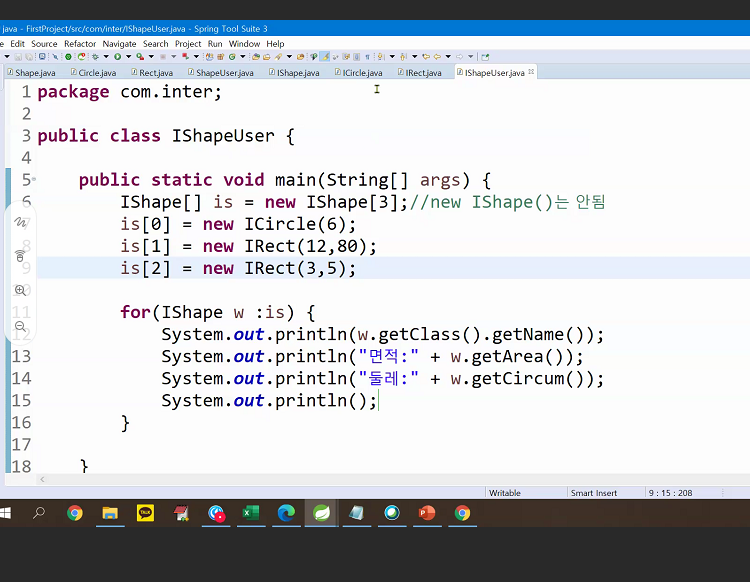 java - FirstProject/src/com/inter/IShapeUser.java - Spring Tool Suite 3
e Edit Source Refactor Navigate Search Project Run Window Help
Shape.java Circle.java Rect.java ShapeUser.java IShape.java ICircle.java IRect.java IShapeUser.java
1 package com.inter;
2
3 public class IShapeUser {
4
5 public static void main(String[] args) {
6 IShape[] is = new IShape[3];//new IShape()는 안됨
7 is[0] = new ICircle(6);
8 is[1] = new IRect(12,80);
9 is[2] = new IRect(3,5);
10
11 for(IShape w :is) {
12 System.out.println(w.getClass().getName());
13 System.out.println("면적:" + w.getArea());
14 System.out.println("둘레:" + w.getCircum());
15 System.out.println();
16 }
17
18 }
Writable Smart Insert 9 : 15 : 208
TALK